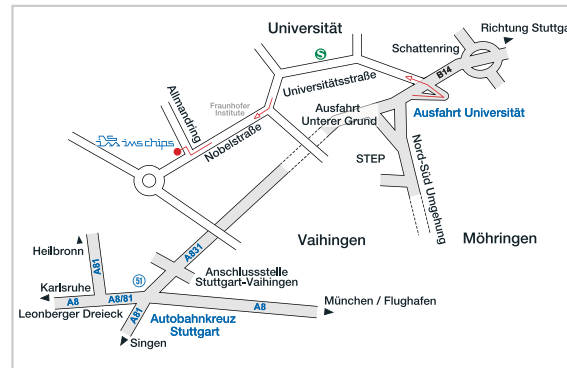 Universität
Richtung Stuttga
Schattenring
S
B14
Universitätsstraße
Allmandring
Fraunhofer
Institute
Ausfahrt
Unterer Grund
Ausfahrt Universität
ims chips
Nobelstraße
STEP
Nord-Süd Umgehung
A831
Vaihingen
Möhringen
Heilbronn
A81
51
Anschlussstelle
Stuttgart-Vaihingen
Karlsruhe
A8
A8/81
A8
München / Flughafen
Leonberger Dreieck
A81
Autobahnkreuz
Stuttgart
Singen